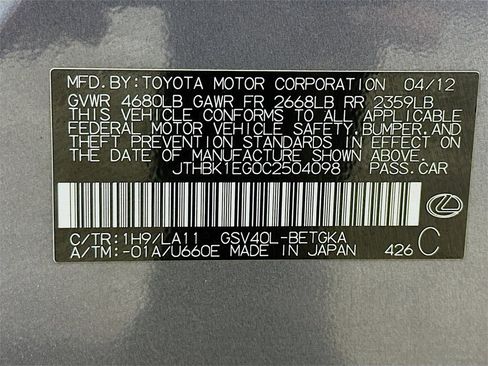 MFD.BY:TOYOTA MOTOR CORPORATION 04/12
GVWR 4680LB GAWR FR 2668LB RR 2359LB
THIS VEHICLE CONFORMS TO ALL APPLICABLE
FEDERAL MOTOR VEHICLE SAFETY,BUMPER,AND
THEFT PREVENTION STANDARDS IN EFFECT ON
THE DATE OF MANUFACTURE SHOWN ABOVE.
JTHBK1EG0C2504098 PASS.CAR
C/TR:1H9/LA11 GSV40L-BETGKA
A/TM:-01A/U660E MADE IN JAPAN 426 C